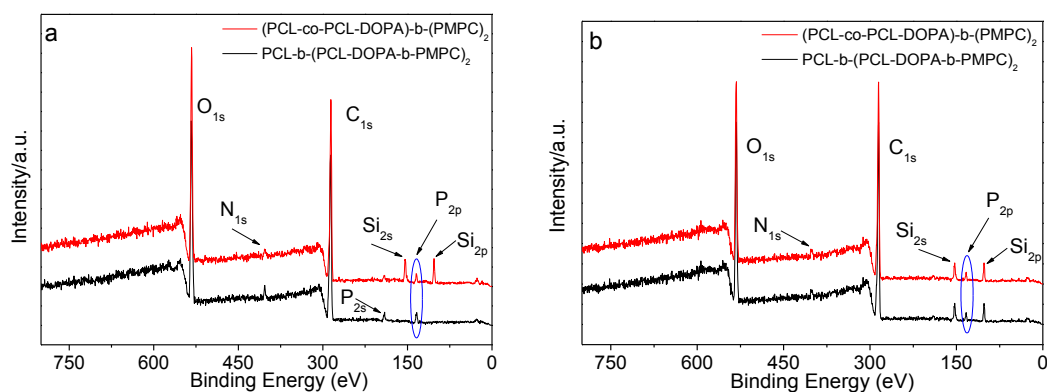 a
(PCL-co-PCL-DOPA)-b-(PMPC)₂
PCL-b-(PCL-DOPA-b-PMPC)₂
O₁ₛ
C₁ₛ
N₁ₛ
Si₂ₛ
P₂ₚ
Si₂ₚ
P₂ₛ
Intensity/a.u.
750 600 450 300 150 0
Binding Energy (eV)
b
(PCL-co-PCL-DOPA)-b-(PMPC)₂
PCL-b-(PCL-DOPA-b-PMPC)₂
O₁ₛ
C₁ₛ
N₁ₛ
Si₂ₛ
P₂ₚ
Si₂ₚ
Intensity/a.u.
750 600 450 300 150 0
Binding Energy (eV)